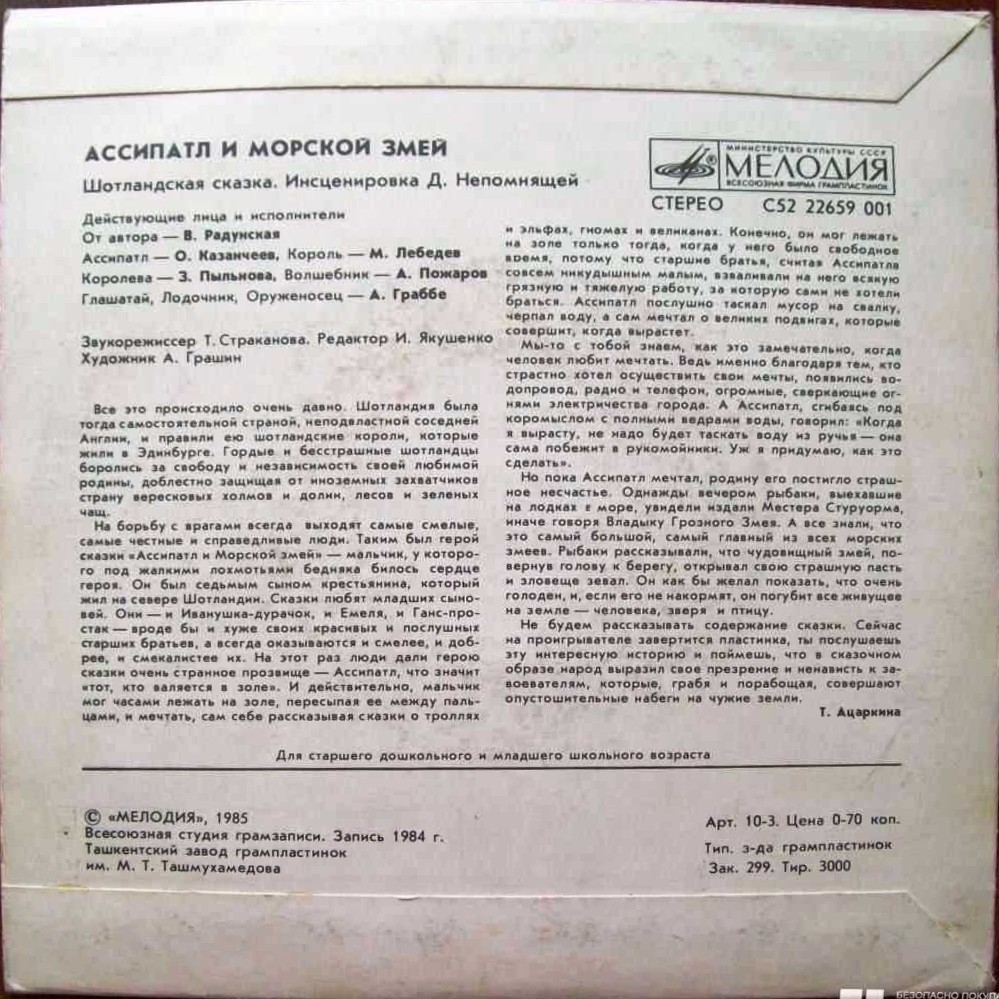 АССИПАТЛ И МОРСКОЙ ЗМЕЙ
Шотландская сказка. Инсценировка Д. Непомнящей
МИНИСТЕРСТВО КУЛЬТУРЫ СССР
МЕЛОДИЯ
ВСЕСОЮЗНАЯ ФИРМА ГРАМПЛАСТИНОК
СТЕРЕО С52 22659 001
Действующие лица и исполнители
От автора — В. Радунская
Ассипатл — О. Казанчеев, Король — М. Лебедев
Королева — З. Пыльнова, Волшебник — А. Пожаров
Глашатай, Лодочник, Оруженосец — А. Граббе
Звукорежиссер Т. Страканова. Редактор И. Якушенко
Художник А. Грашин
Все это происходило очень давно. Шотландия была
тогда самостоятельной страной, неподвластной соседней
Англии, и правили ею шотландские короли, которые
жили в Эдинбурге. Гордые и бесстрашные шотландцы
боролись за свободу и независимость своей любимой
родины, доблестно защищая от иноземных захватчиков
страну вересковых холмов и долин, лесов и зеленых
чащ.
На борьбу с врагами всегда выходят самые смелые,
самые честные и справедливые люди. Таким был герой
сказки «Ассипатл и Морской змей» — мальчик, у которо-
го под жалкими лохмотьями бедняка билось сердце
героя. Он был седьмым сыном крестьянина, который
жил на севере Шотландии. Сказки любят младших сыно-
вей. Они — и Иванушка-дурачок, и Емеля, и Ганс-про-
стак — вроде бы и хуже своих красивых и послушных
старших братьев, а всегда оказываются и смелее, и доб-
рее, и смекалистее их. На этот раз люди дали герою
сказки очень странное прозвище — Ассипатл, что значит
«тот, кто валяется в золе». И действительно, мальчик
мог часами лежать на золе, пересыпая ее между паль-
цами, и мечтать, сам себе рассказывая сказки о троллях
и эльфах, гномах и великанах. Конечно, он мог лежать
на золе только тогда, когда у него было свободное
время, потому что старшие братья, считая Ассипатла
совсем никудышным малым, взваливали на него всякую
грязную и тяжелую работу, за которую сами не хотели
браться. Ассипатл послушно таскал мусор на свалку,
черпал воду, а сам мечтал о великих подвигах, которые
совершит, когда вырастет.
Мы-то с тобой знаем, как это замечательно, когда
человек любит мечтать. Ведь именно благодаря тем, кто
страстно хотел осуществить свои мечты, появились во-
допровод, радио и телефон, огромные, сверкающие ог-
нями электричества города. А Ассипатл, сгибаясь под
коромыслом с полными ведрами воды, говорил: «Когда
я вырасту, не надо будет таскать воду из ручья — она
сама побежит в рукомойники. Уж я придумаю, как это
сделать».
Но пока Ассипатл мечтал, родину его постигло страш-
ное несчастье. Однажды вечером рыбаки, выехавшие
на лодках в море, увидели издали Местера Стуруорма,
иначе говоря Владыку Грозного Змея. А все знали, что
это самый большой, самый главный из всех морских
змеев. Рыбаки рассказывали, что чудовищный змей, по-
вернув голову к берегу, открывал свою страшную пасть
и зловеще зевал. Он как бы желал показать, что очень
голоден, и, если его не накормят, он погубит все живущее
на земле — человека, зверя и птицу.
Не будем рассказывать содержание сказки. Сейчас
на проигрывателе завертится пластинка, ты послушаешь
эту интересную историю и поймешь, что в сказочном
образе народ выразил свое презрение и ненависть к за-
воевателям, которые, грабя и порабощая, совершают
опустошительные набеги на чужие земли.
Т. Ацаркина
Для старшего дошкольного и младшего школьного возраста
© «МЕЛОДИЯ», 1985
Всесоюзная студия грамзаписи. Запись 1984 г.
Ташкентский завод грампластинок
им. М. Т. Ташмухамедова
Арт. 10-3. Цена 0-70 коп.
Тип. з-да грампластинок
Зак. 299. Тир. 3000